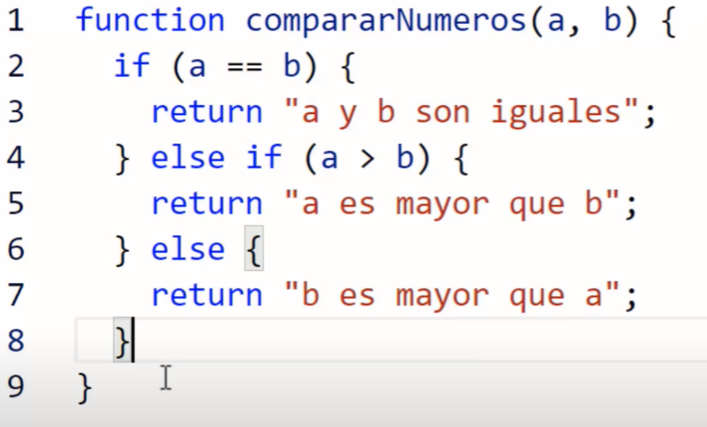 1 function compararNumeros(a, b) {
2   if (a == b) {
3     return "a y b son iguales";
4   } else if (a > b) {
5     return "a es mayor que b";
6   } else {
7     return "b es mayor que a";
8   }
9 }